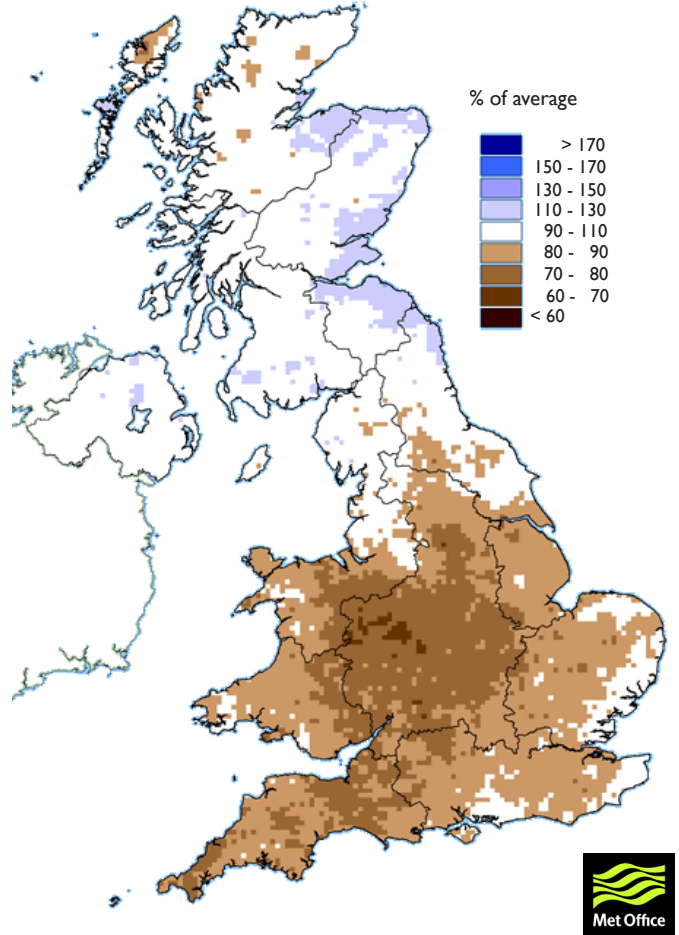 % of average
> 170
150 - 170
130 - 150
110 - 130
90 - 110
80 - 90
70 - 80
60 - 70
< 60
Met Office